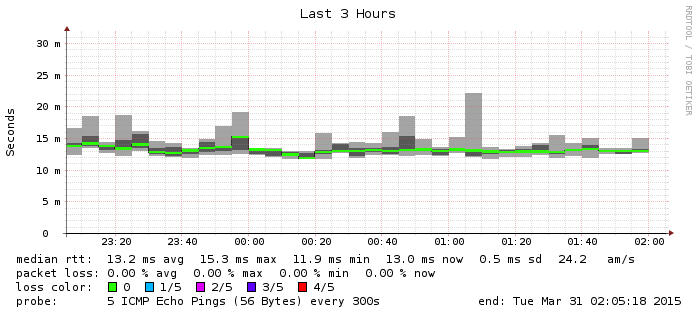 Last 3 Hours
RRDTOOL / TOBI OETIKER
Seconds
30 m
25 m
20 m
15 m
10 m
5 m
0
23:20 23:40 00:00 00:20 00:40 01:00 01:20 01:40 02:00
median rtt: 13.2 ms avg 15.3 ms max 11.9 ms min 13.0 ms now 0.5 ms sd 24.2 am/s
packet loss: 0.00 % avg 0.00 % max 0.00 % min 0.00 % now
loss color: 0 1/5 2/5 3/5 4/5
probe: 5 ICMP Echo Pings (56 Bytes) every 300s end: Tue Mar 31 02:05:18 2015